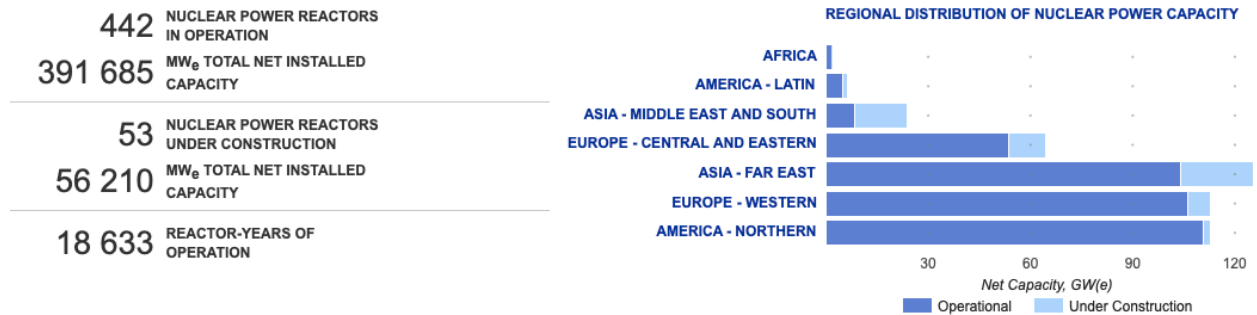 442 NUCLEAR POWER REACTORS
IN OPERATION
391 685 MWe TOTAL NET INSTALLED
CAPACITY
53 NUCLEAR POWER REACTORS
UNDER CONSTRUCTION
56 210 MWe TOTAL NET INSTALLED
CAPACITY
18 633 REACTOR-YEARS OF
OPERATION
REGIONAL DISTRIBUTION OF NUCLEAR POWER CAPACITY
AFRICA
AMERICA - LATIN
ASIA - MIDDLE EAST AND SOUTH
EUROPE - CENTRAL AND EASTERN
ASIA - FAR EAST
EUROPE - WESTERN
AMERICA - NORTHERN
30 60 90 120
Net Capacity, GW(e)
Operational Under Construction